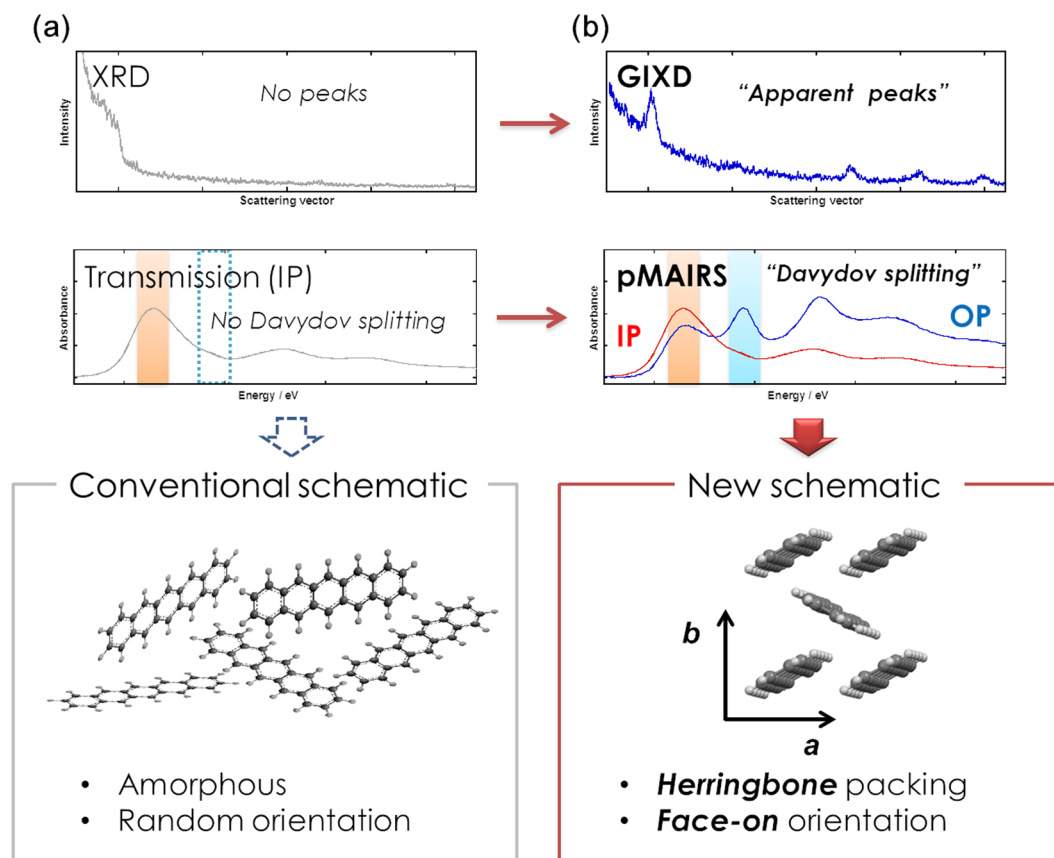 (a)
XRD
No peaks
Intensity
Scattering vector
(b)
GIXD
“Apparent peaks”
Intensity
Scattering vector
Transmission (IP)
No Davydov splitting
Absorbance
Energy / eV
pMAIRS
“Davydov splitting”
IP
OP
Absorbance
Energy / eV
Conventional schematic
• Amorphous
• Random orientation
New schematic
b
a
• Herringbone packing
• Face-on orientation